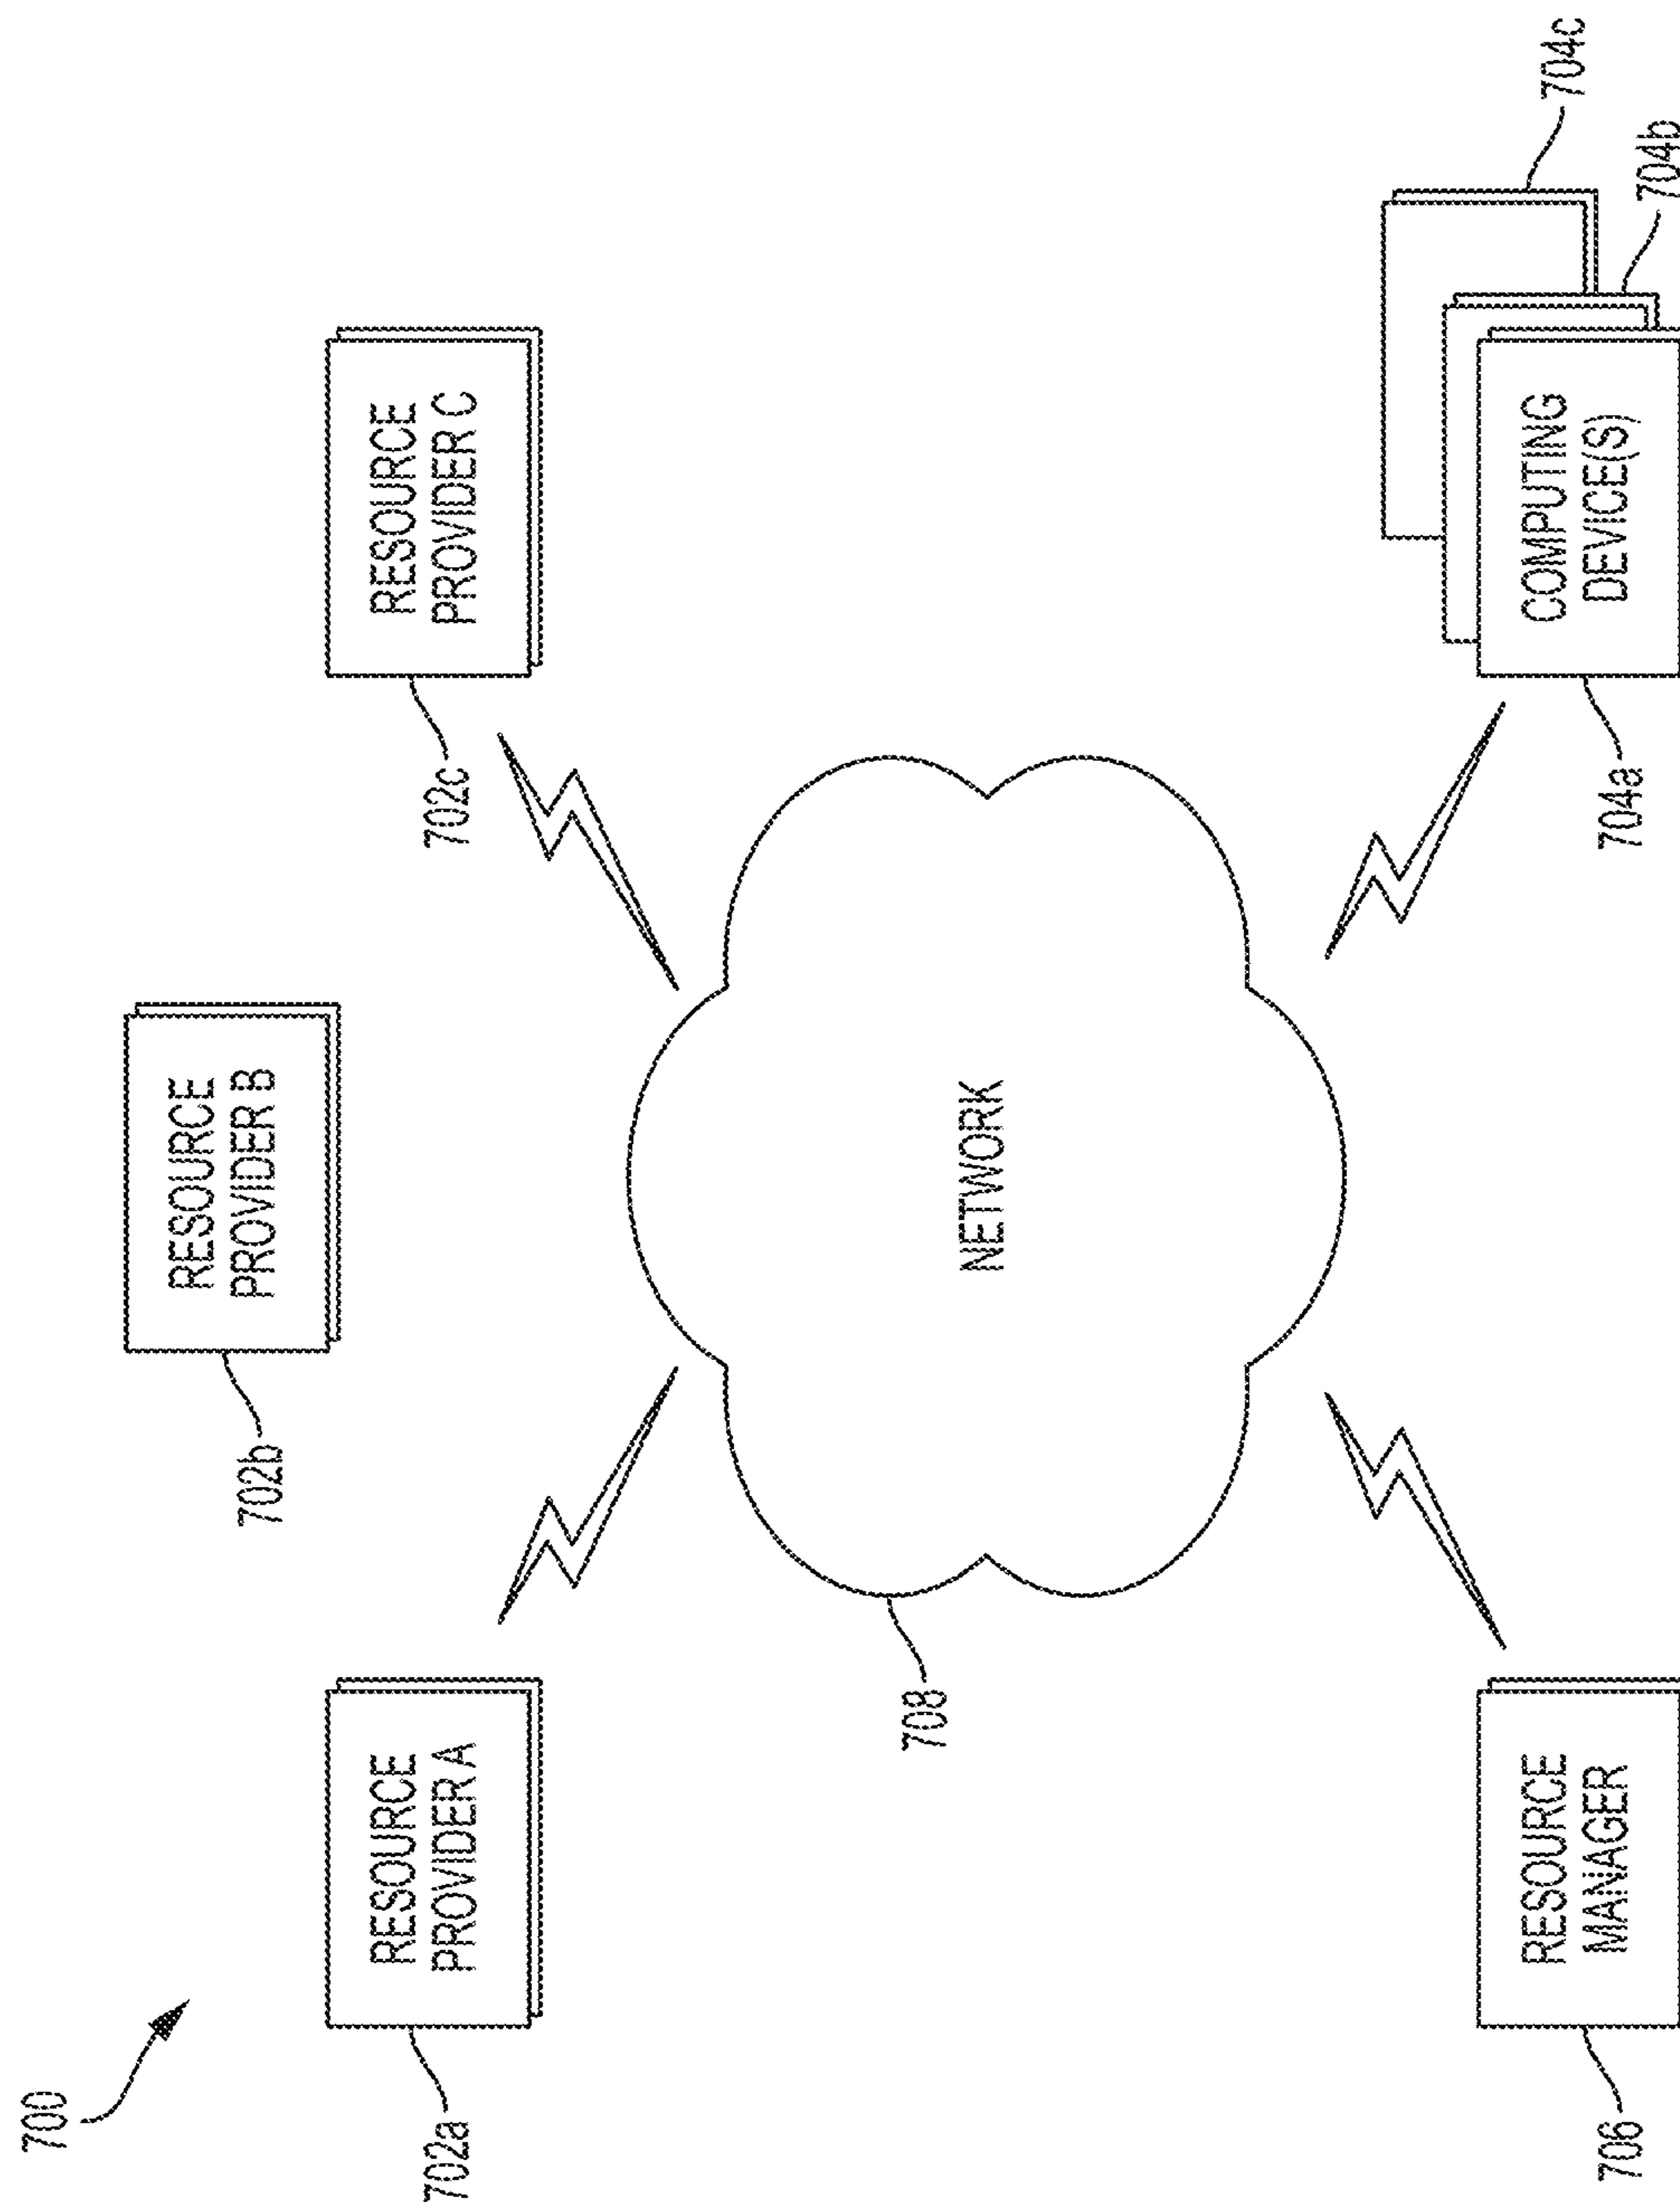 700
RESOURCE
PROVIDER B
702b
RESOURCE
PROVIDER A
702a
RESOURCE
PROVIDER C
702c
NETWORK
708
RESOURCE
MANAGER
706
COMPUTING
DEVICE(S)
704a
704b
704c